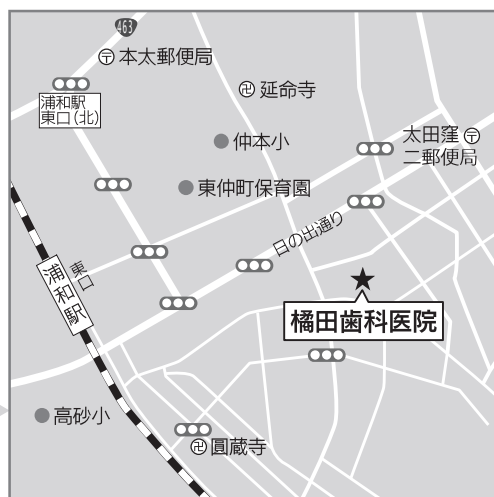 463
本太郵便局
延命寺
浦和駅
東口（北）
太田窪
二郵便局
仲本小
東仲町保育園
日の出通り
東口
浦和駅
橘田歯科医院
高砂小
圓蔵寺